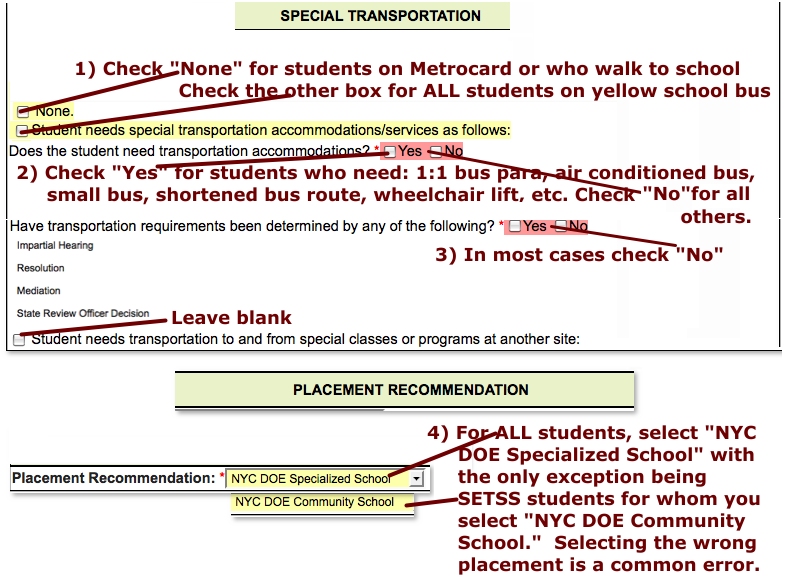 SPECIAL TRANSPORTATION
1) Check "None" for students on Metrocard or who walk to school
Check the other box for ALL students on yellow school bus
None.
Student needs special transportation accommodations/services as follows:
Does the student need transportation accommodations? * Yes No
2) Check "Yes" for students who need: 1:1 bus para, air conditioned bus,
small bus, shortened bus route, wheelchair lift, etc. Check "No"for all
others.
Have transportation requirements been determined by any of the following? * Yes No
Impartial Hearing
3) In most cases check "No"
Resolution
Mediation
State Review Officer Decision
Leave blank
Student needs transportation to and from special classes or programs at another site:
PLACEMENT RECOMMENDATION
4) For ALL students, select "NYC
DOE Specialized School" with
the only exception being
SETSS students for whom you
select "NYC DOE Community
School." Selecting the wrong
placement is a common error.
Placement Recommendation: * NYC DOE Specialized School
NYC DOE Community School